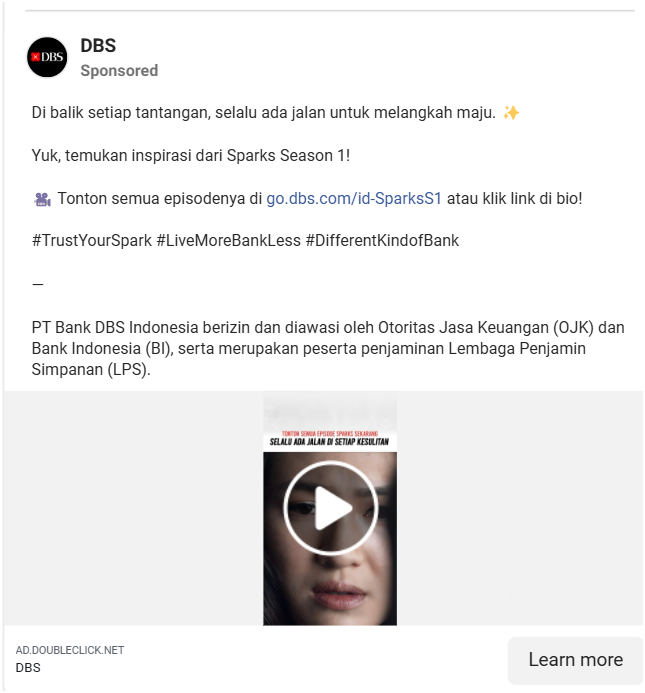 DBS
DBS
Sponsored
Di balik setiap tantangan, selalu ada jalan untuk melangkah maju. ✨
Yuk, temukan inspirasi dari Sparks Season 1!
🎥 Tonton semua episodenya di go.dbs.com/id-SparksS1 atau klik link di bio!
#TrustYourSpark #LiveMoreBankLess #DifferentKindofBank
—
PT Bank DBS Indonesia berizin dan diawasi oleh Otoritas Jasa Keuangan (OJK) dan
Bank Indonesia (BI), serta merupakan peserta penjaminan Lembaga Penjamin
Simpanan (LPS).
TONTON SEMUA EPISODE SPARKS SEKARANG
SELALU ADA JALAN DI SETIAP KESULITAN
AD.DOUBLECLICK.NET
DBS
Learn more